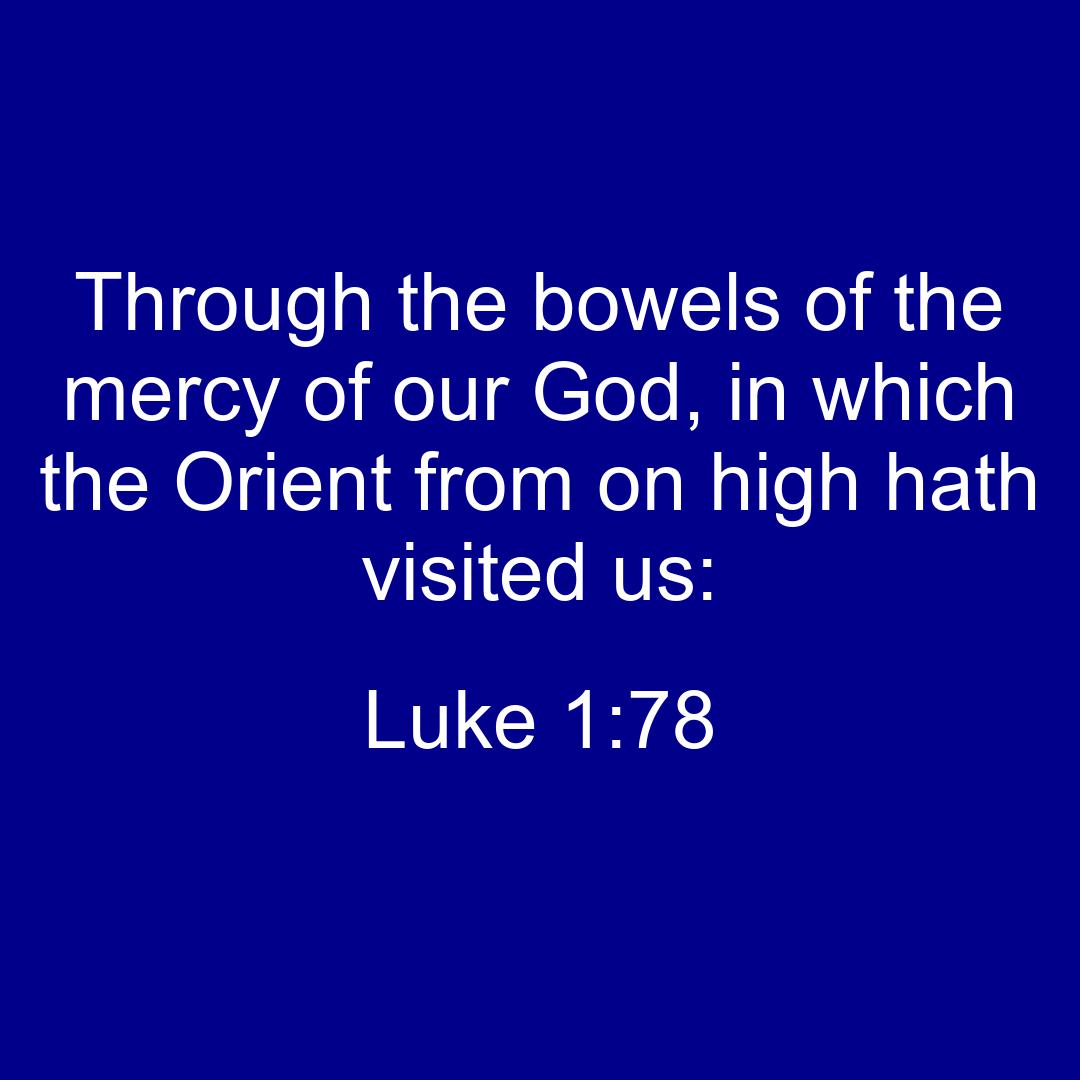 Through the bowels of the
mercy of our God, in which
the Orient from on high hath
visited us:
Luke 1:78